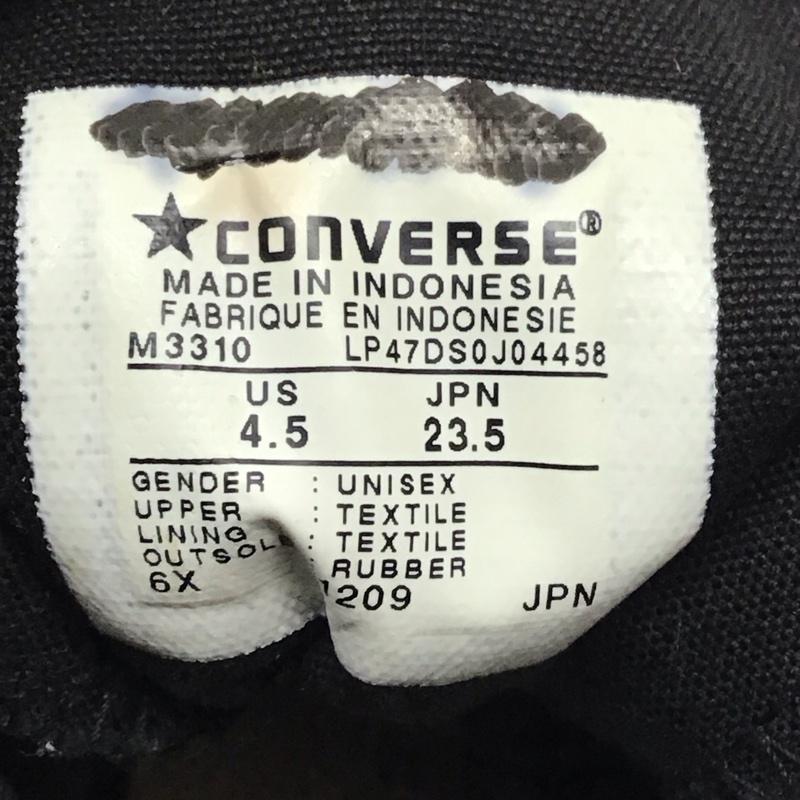 CONVERSE®
MADE IN INDONESIA
FABRIQUE EN INDONESIE
M3310 LP47DS0J04458
US JPN
4.5 23.5
GENDER : UNISEX
UPPER : TEXTILE
LINING : TEXTILE
: RUBBER
6X 1209 JPN